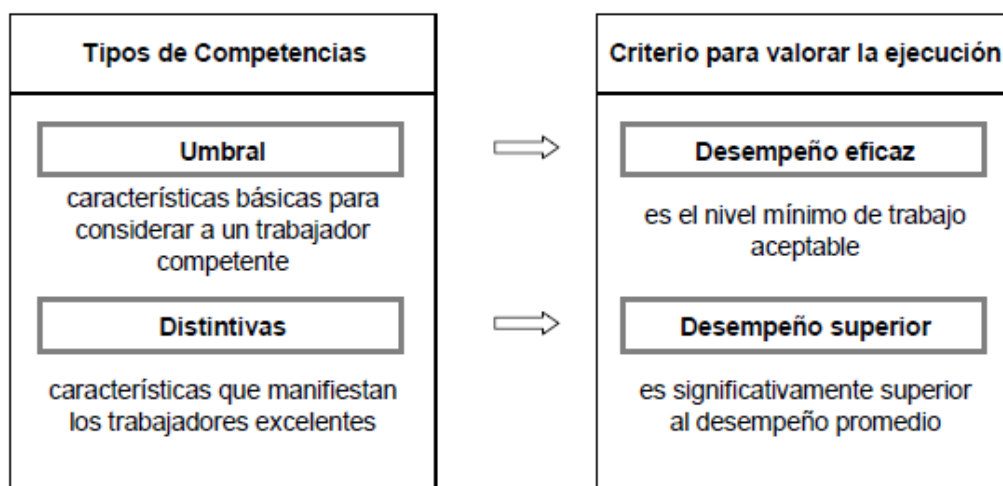 Tipos de Competencias
Umbral
características básicas para
considerar a un trabajador
competente
Distintivas
características que manifiestan
los trabajadores excelentes
Criterio para valorar la ejecución
Desempeño eficaz
es el nivel mínimo de trabajo
aceptable
Desempeño superior
es significativamente superior
al desempeño promedio